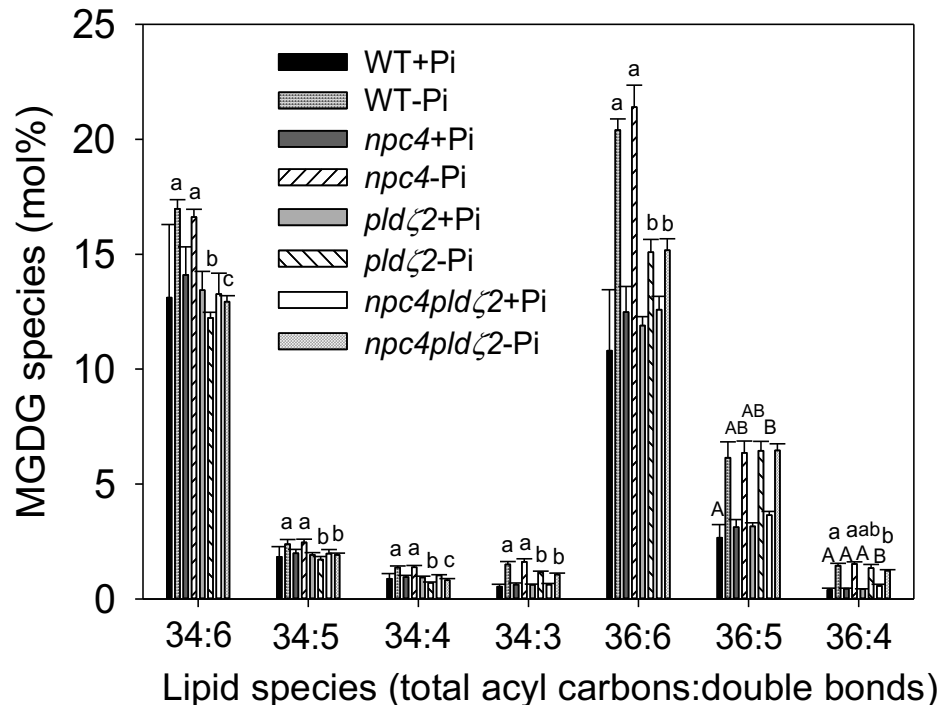 MGDG species (mol%)
25
20
15
10
5
0
WT+Pi
WT-Pi
npc4+Pi
npc4-Pi
pldζ2+Pi
pldζ2-Pi
npc4pldζ2+Pi
npc4pldζ2-Pi
a a b c
a a b b
a a b c
a a b b
a a b b
A AB AB B
A a A a A ab B b
34:6 34:5 34:4 34:3 36:6 36:5 36:4
Lipid species (total acyl carbons:double bonds)